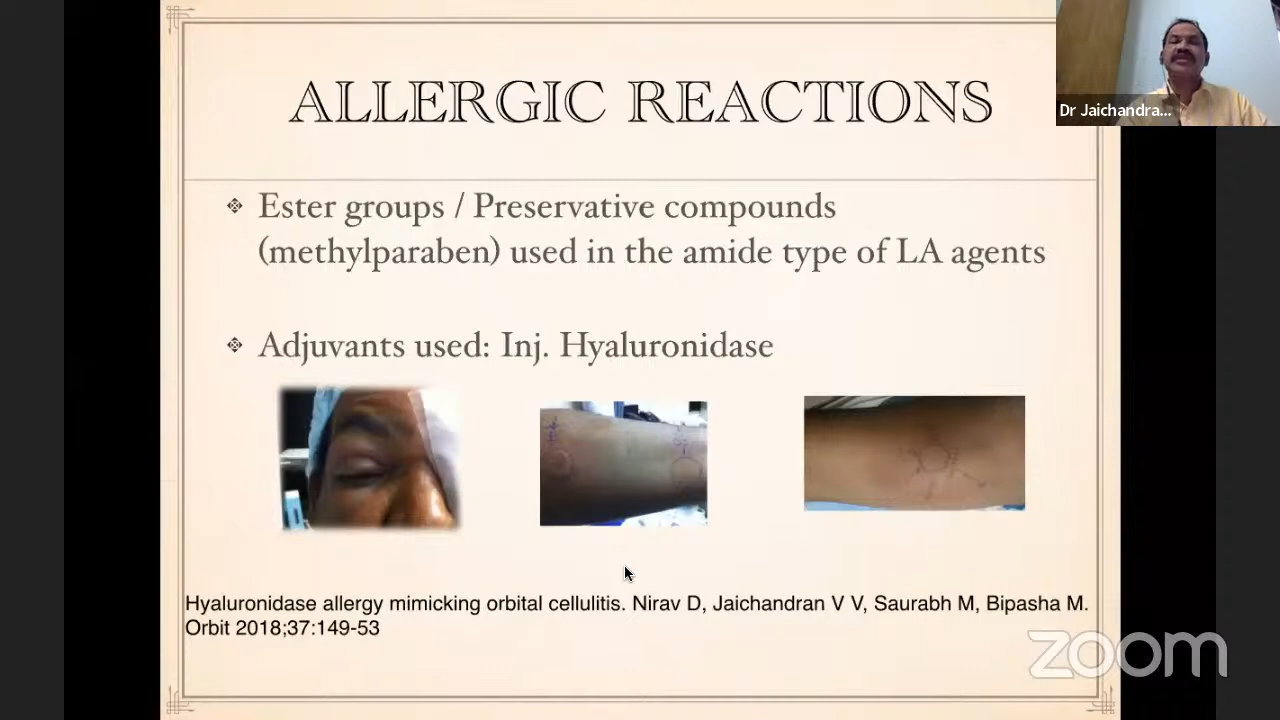 ALLERGIC REACTIONS
Dr Jaichandra...
Ester groups / Preservative compounds
(methylparaben) used in the amide type of LA agents
Adjuvants used: Inj. Hyaluronidase
Hyaluronidase allergy mimicking orbital cellulitis. Nirav D, Jaichandran V V, Saurabh M, Bipasha M.
Orbit 2018;37:149-53
zoom